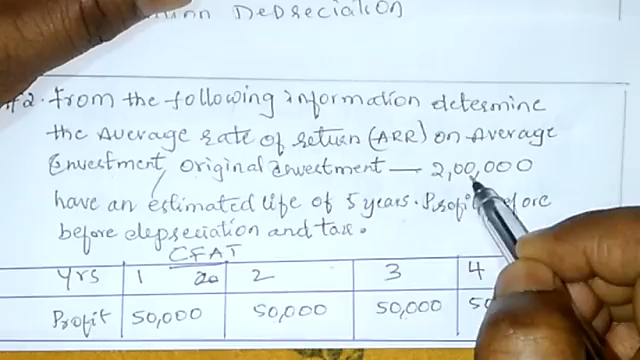 Depreciation
#2. From the following information determine
the Average rate of return (ARR) on Average
Investment, Original Investment — 2,00,000
have an estimated life of 5 years. Profit before
before depreciation and tax.
CFAT
Yrs 1 2 3 4
Profit 50,000 50,000 50,000